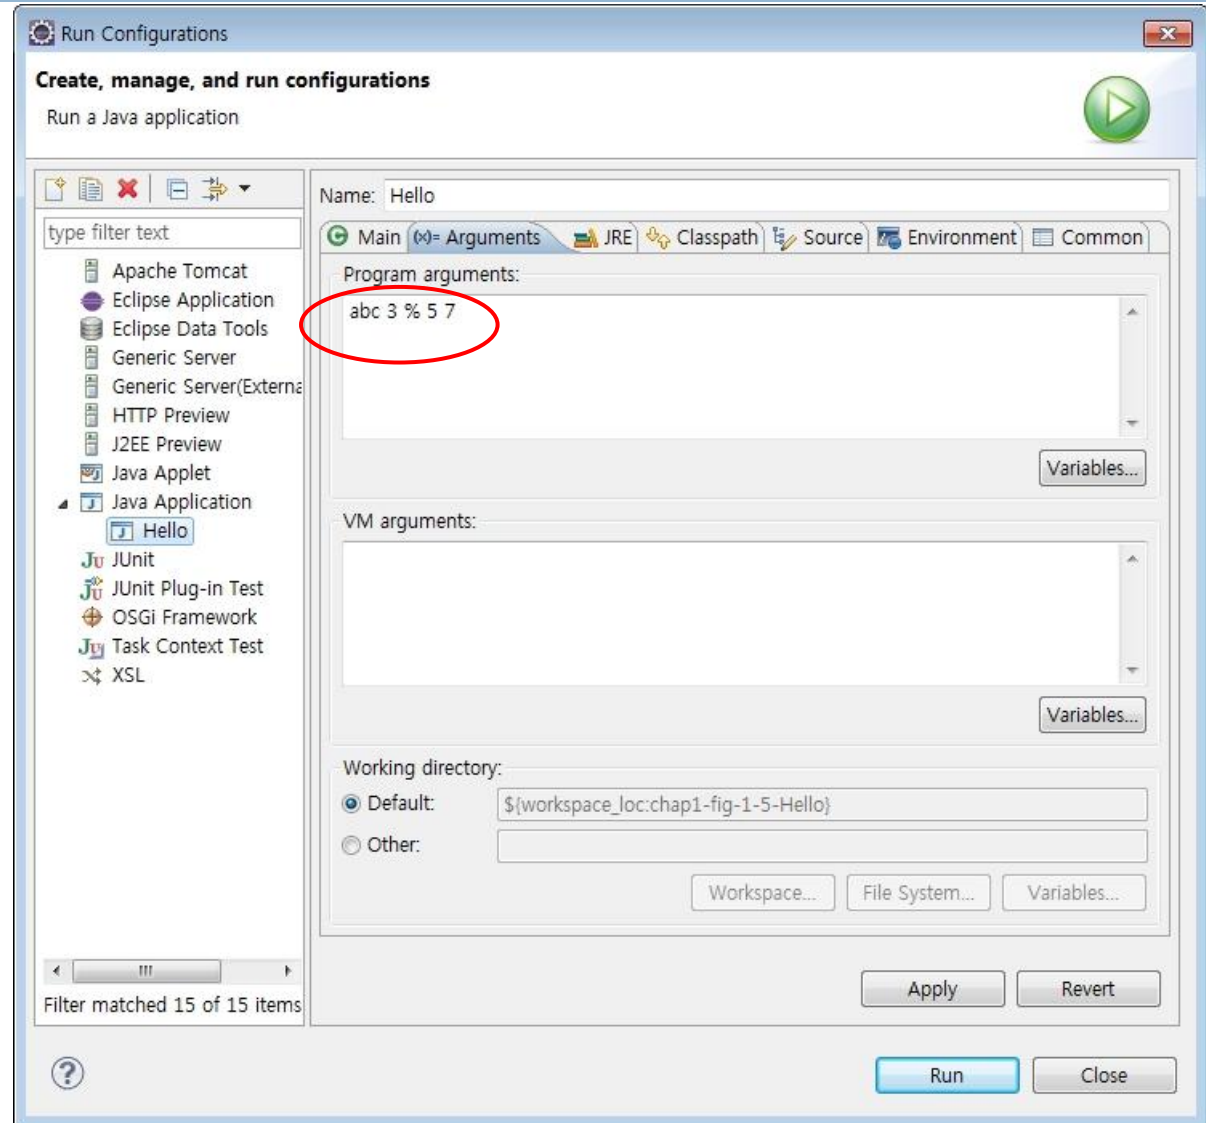 Run Configurations
Create, manage, and run configurations
Run a Java application
type filter text
Apache Tomcat
Eclipse Application
Eclipse Data Tools
Generic Server
Generic Server(Externa
HTTP Preview
J2EE Preview
Java Applet
Java Application
Hello
JUnit
JUnit Plug-in Test
OSGi Framework
Task Context Test
XSL
Filter matched 15 of 15 items
Name: Hello
Main (x)= Arguments JRE Classpath Source Environment Common
Program arguments:
abc 3 % 5 7
Variables...
VM arguments:
Variables...
Working directory:
Default: ${workspace_loc:chap1-fig-1-5-Hello}
Other:
Workspace... File System... Variables...
Apply Revert
Run Close